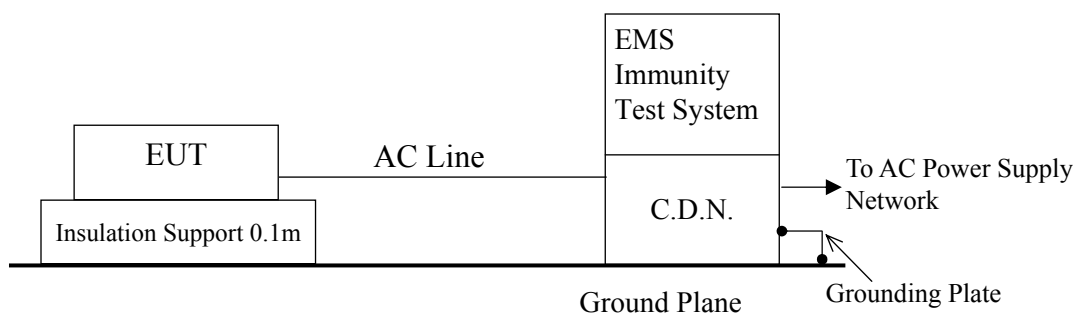 EMS
Immunity
Test System
EUT
AC Line
To AC Power Supply
Network
C.D.N.
Insulation Support 0.1m
Ground Plane
Grounding Plate